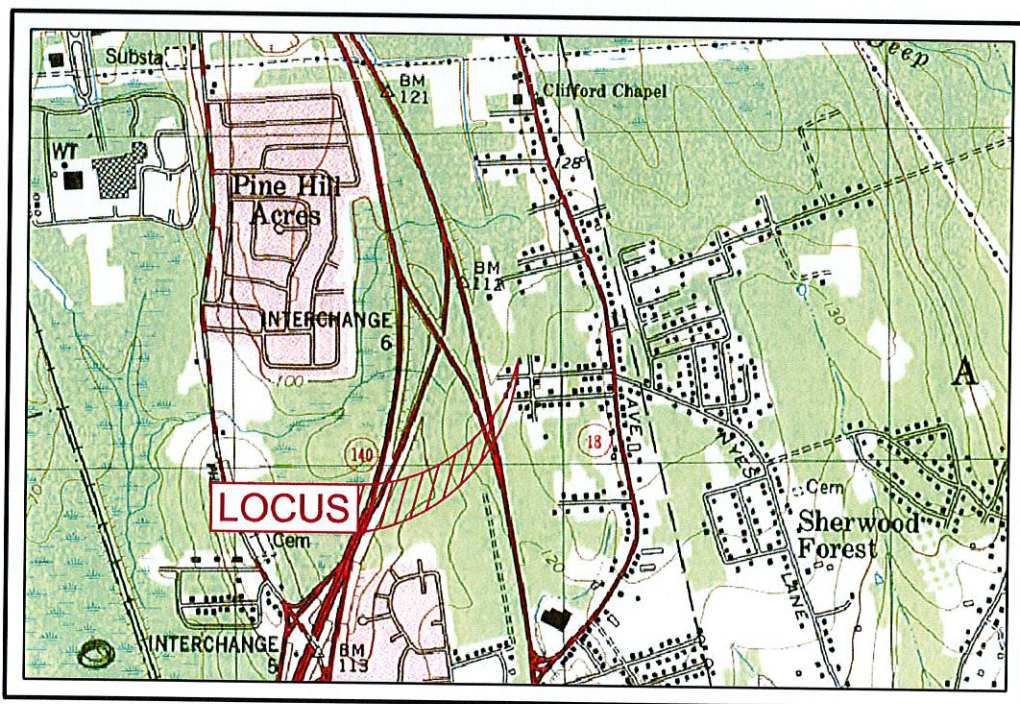 Deep
Substa
BM
121
Clifford Chapel
WT
128
Pine Hill
Acres
BM
112
INTERCHANGE
6
130
100
A
AVE
NYES
140
18
LOCUS
Cem
Cem
Sherwood
Forest
120
LANE
INTERCHANGE
5
BM
113